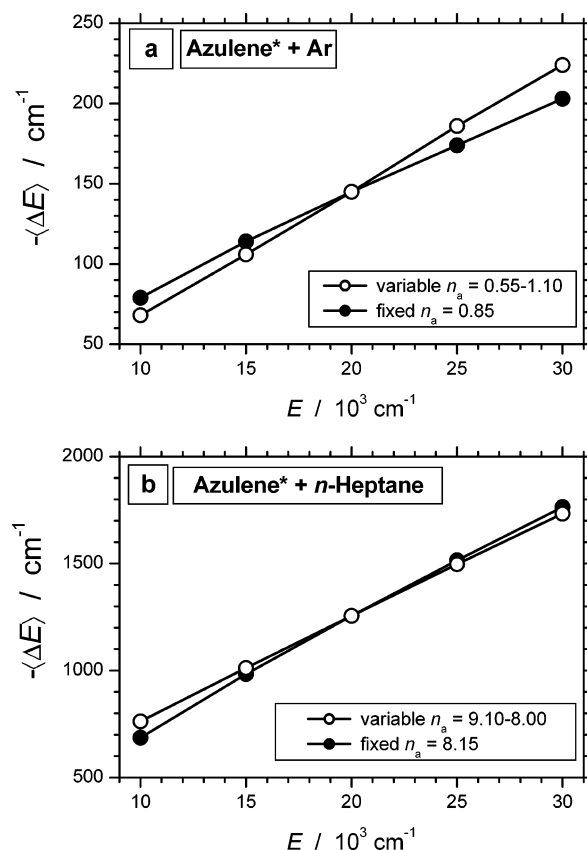 250
a Azulene* + Ar
200
150
100
50
-⟨ΔE⟩ / cm⁻¹
variable nₐ = 0.55-1.10
fixed nₐ = 0.85
10 15 20 25 30
E / 10³ cm⁻¹
2000
b Azulene* + n-Heptane
1500
1000
500
-⟨ΔE⟩ / cm⁻¹
variable nₐ = 9.10-8.00
fixed nₐ = 8.15
10 15 20 25 30
E / 10³ cm⁻¹